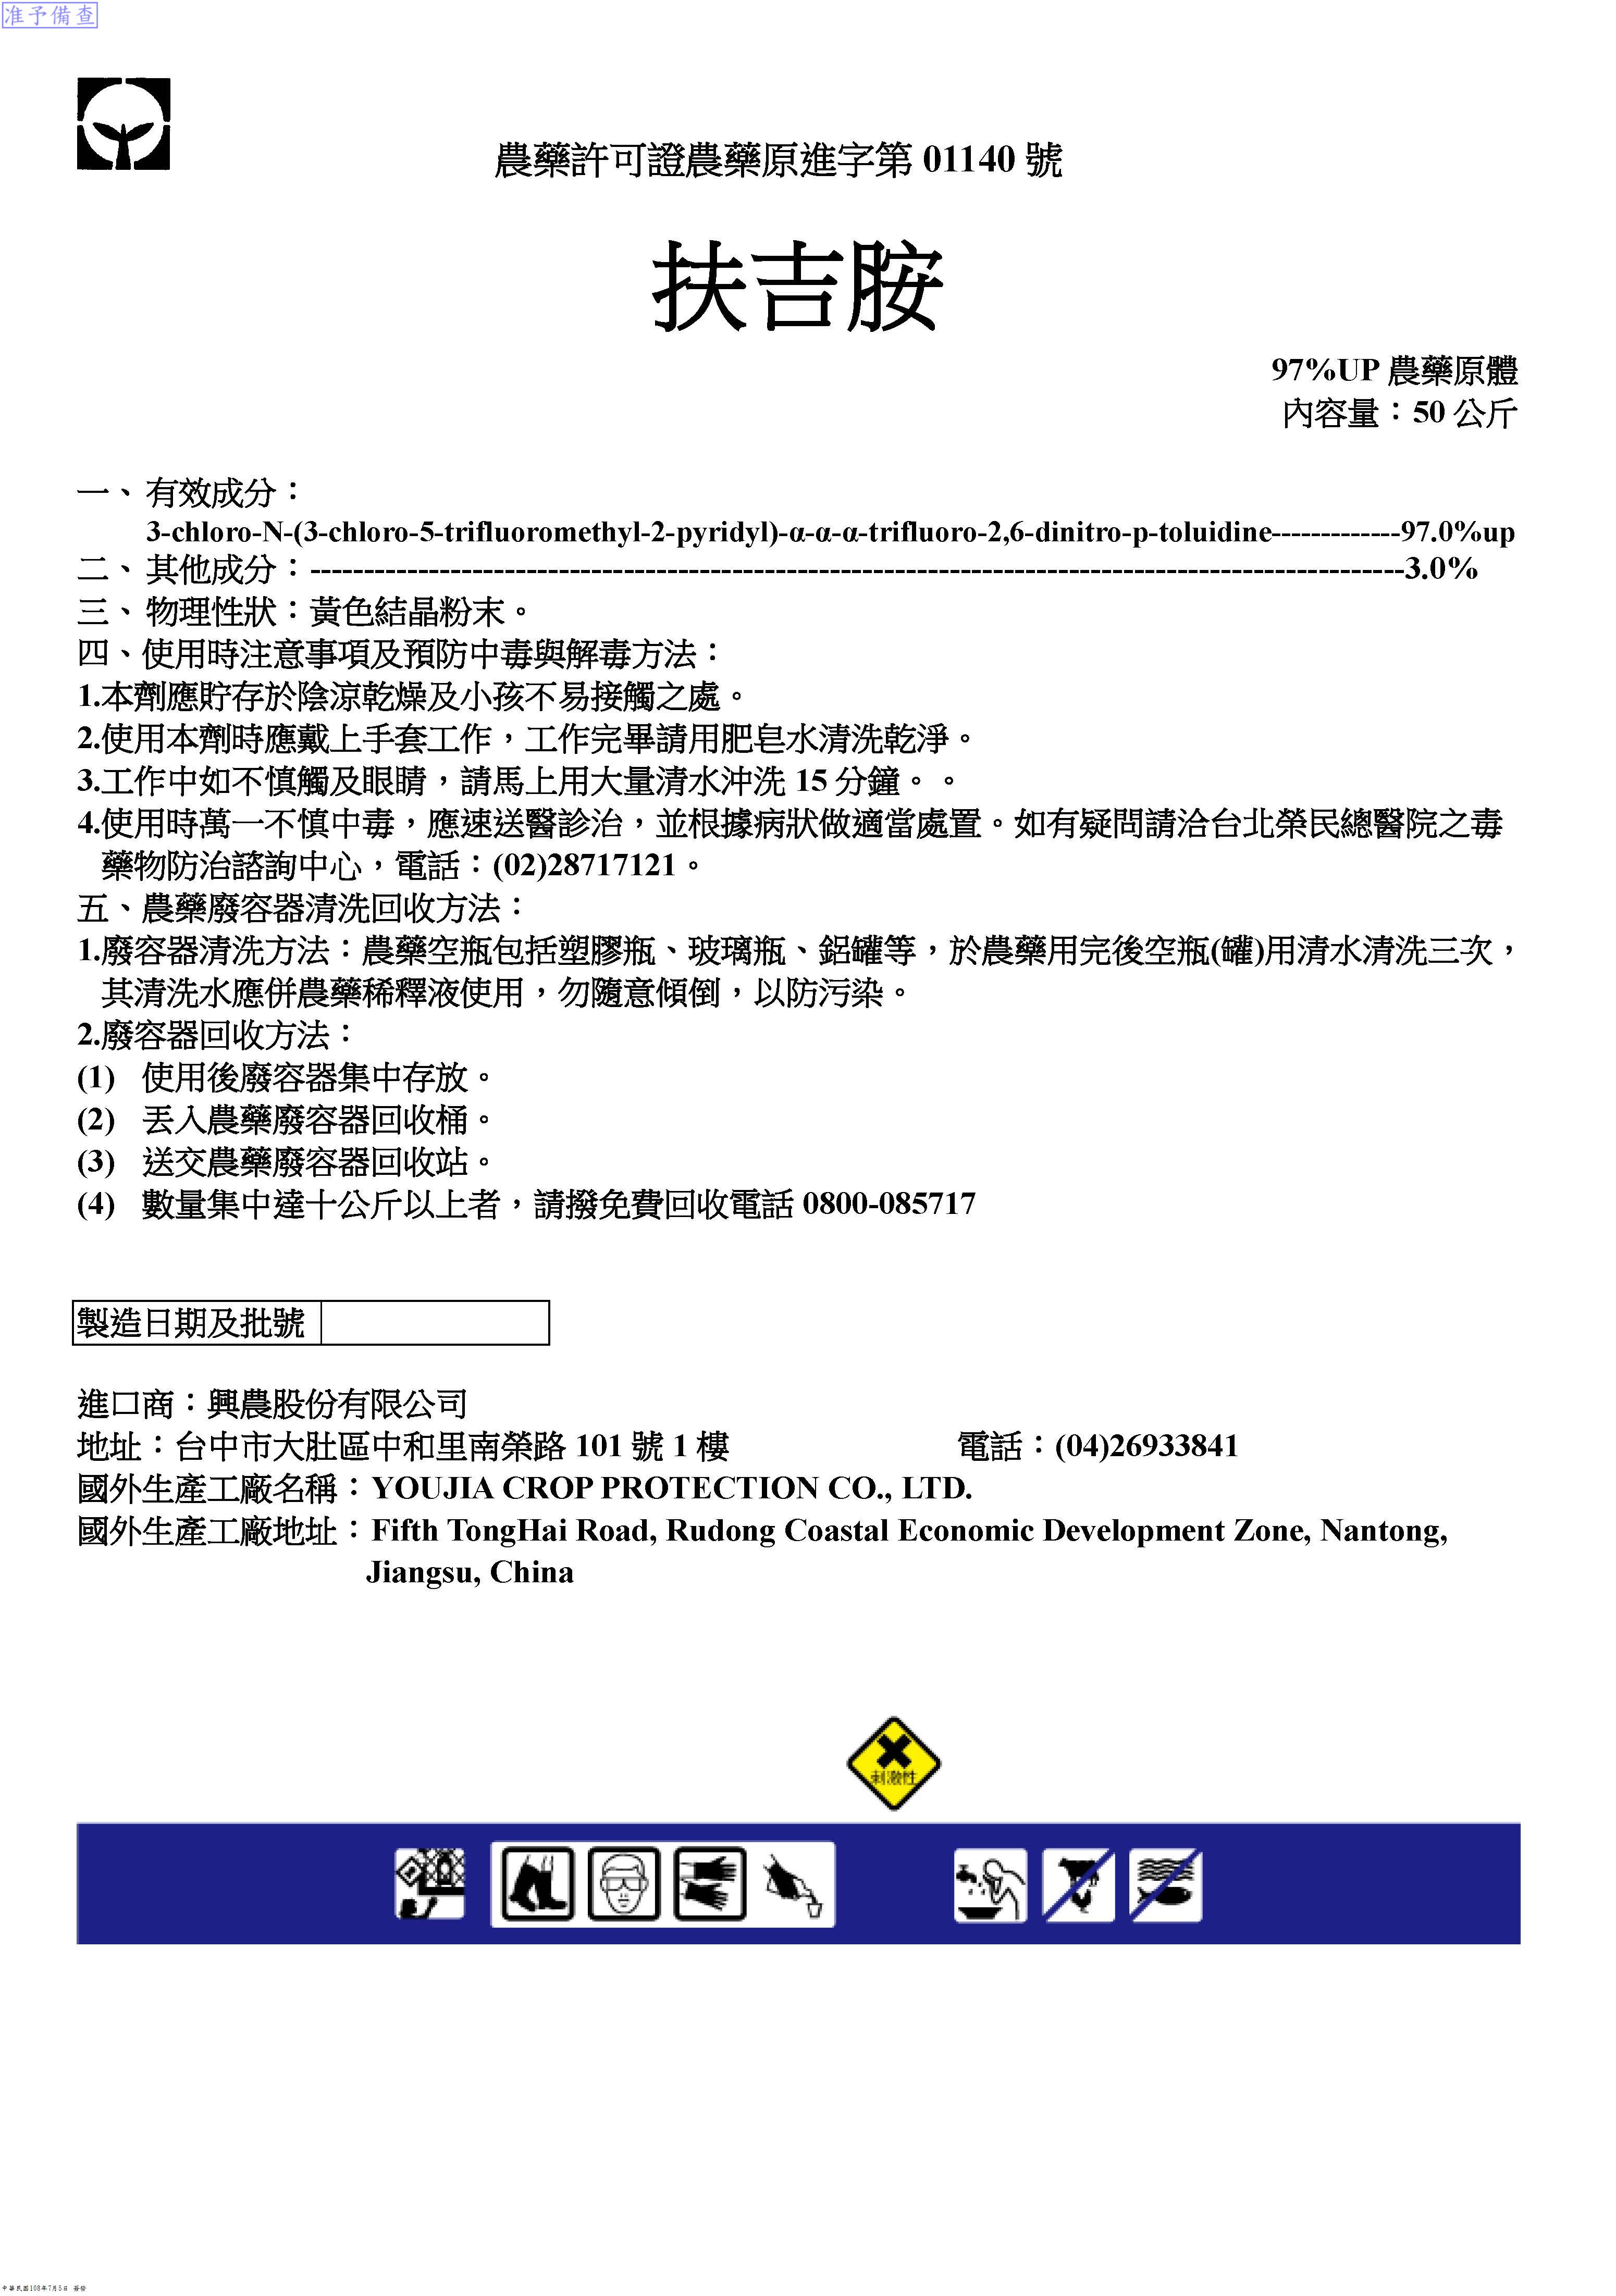 准予備查
農藥許可證農藥原進字第 01140 號
扶吉胺
97%UP 農藥原體
內容量：50 公斤
一、有效成分：
3-chloro-N-(3-chloro-5-trifluoromethyl-2-pyridyl)-α-α-α-trifluoro-2,6-dinitro-p-toluidine-------------97.0%up
二、其他成分：------------------------------------------------------------------------------------------------------3.0%
三、物理性狀：黃色結晶粉末。
四、使用時注意事項及預防中毒與解毒方法：
1.本劑應貯存於陰涼乾燥及小孩不易接觸之處。
2.使用本劑時應戴上手套工作，工作完畢請用肥皂水清洗乾淨。
3.工作中如不慎觸及眼睛，請馬上用大量清水沖洗 15 分鐘。。
4.使用時萬一不慎中毒，應速送醫診治，並根據病狀做適當處置。如有疑問請洽台北榮民總醫院之毒
藥物防治諮詢中心，電話：(02)28717121。
五、農藥廢容器清洗回收方法：
1.廢容器清洗方法：農藥空瓶包括塑膠瓶、玻璃瓶、鋁罐等，於農藥用完後空瓶(罐)用清水清洗三次，
其清洗水應併農藥稀釋液使用，勿隨意傾倒，以防污染。
2.廢容器回收方法：
(1) 使用後廢容器集中存放。
(2) 丟入農藥廢容器回收桶。
(3) 送交農藥廢容器回收站。
(4) 數量集中達十公斤以上者，請撥免費回收電話 0800-085717
製造日期及批號
進口商：興農股份有限公司
地址：台中市大肚區中和里南榮路 101 號 1 樓 電話：(04)26933841
國外生產工廠名稱：YOUJIA CROP PROTECTION CO., LTD.
國外生產工廠地址：Fifth TongHai Road, Rudong Coastal Economic Development Zone, Nantong,
Jiangsu, China
刺激性
中華民國108年7月5日 簽發